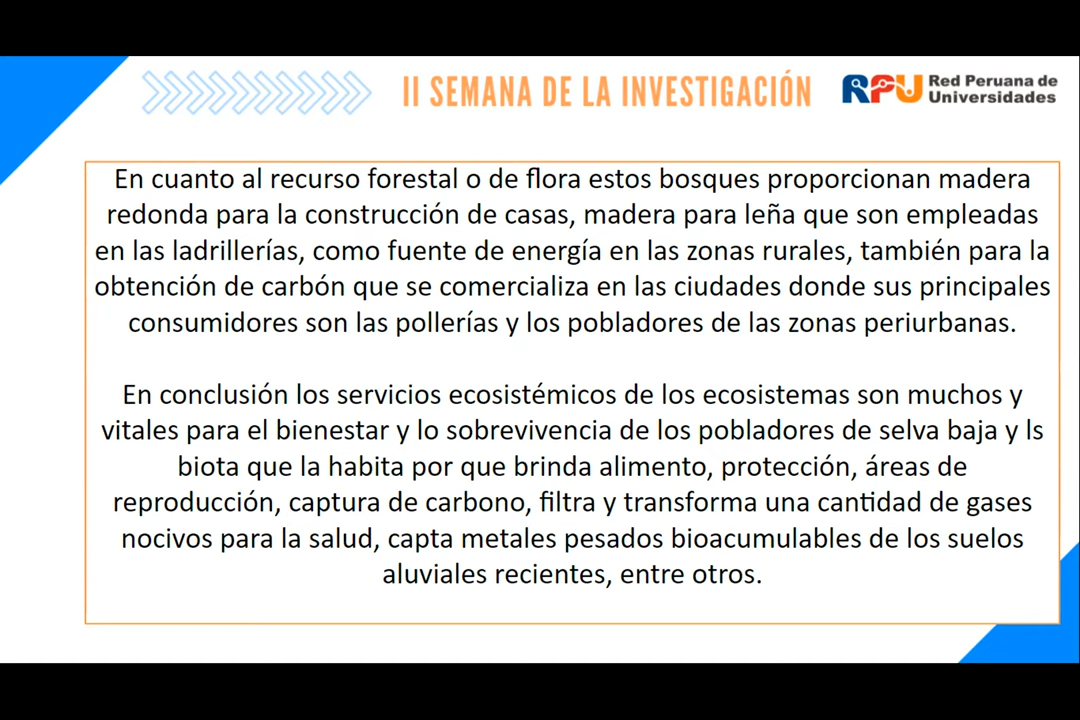 II SEMANA DE LA INVESTIGACIÓN
RPU
Red Peruana de
Universidades
En cuanto al recurso forestal o de flora estos bosques proporcionan madera
redonda para la construcción de casas, madera para leña que son empleadas
en las ladrillerías, como fuente de energía en las zonas rurales, también para la
obtención de carbón que se comercializa en las ciudades donde sus principales
consumidores son las pollerías y los pobladores de las zonas periurbanas.
En conclusión los servicios ecosistémicos de los ecosistemas son muchos y
vitales para el bienestar y lo sobrevivencia de los pobladores de selva baja y ls
biota que la habita por que brinda alimento, protección, áreas de
reproducción, captura de carbono, filtra y transforma una cantidad de gases
nocivos para la salud, capta metales pesados bioacumulables de los suelos
aluviales recientes, entre otros.